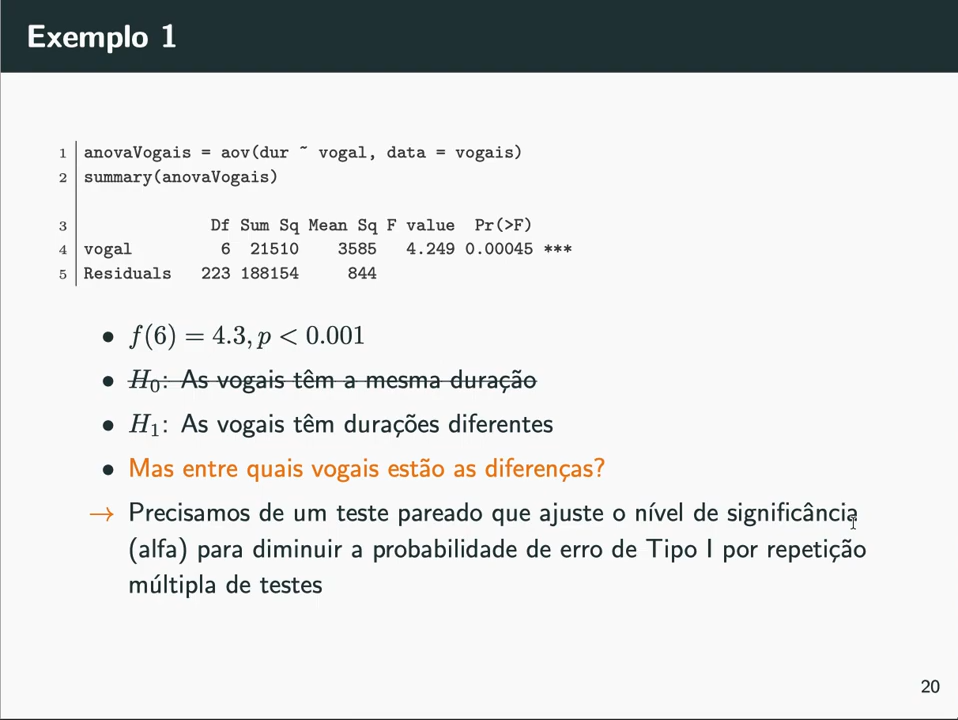 Exemplo 1
1 anovaVogais = aov(dur ~ vogal, data = vogais)
2 summary(anovaVogais)
3 Df Sum Sq Mean Sq F value Pr(>F)
4 vogal 6 21510 3585 4.249 0.00045 ***
5 Residuals 223 188154 844
• f(6) = 4.3, p < 0.001
• H₀: As vogais têm a mesma duração
• H₁: As vogais têm durações diferentes
• Mas entre quais vogais estão as diferenças?
→ Precisamos de um teste pareado que ajuste o nível de significância
(alfa) para diminuir a probabilidade de erro de Tipo I por repetição
múltipla de testes
20